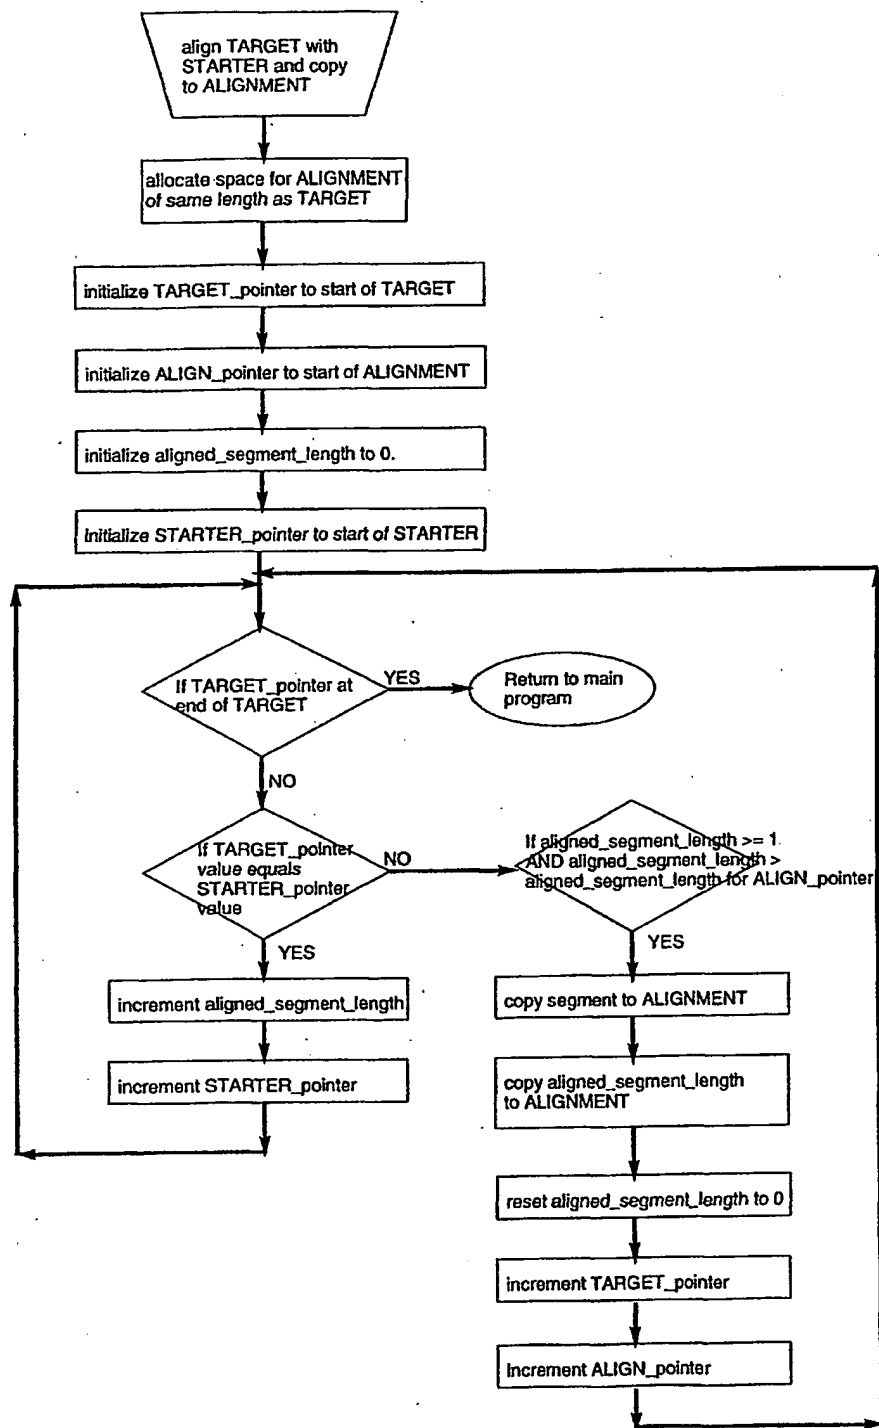 align TARGET with
STARTER and copy
to ALIGNMENT
allocate space for ALIGNMENT
of same length as TARGET
initialize TARGET_pointer to start of TARGET
initialize ALIGN_pointer to start of ALIGNMENT
initialize aligned_segment_length to 0.
Initialize STARTER_pointer to start of STARTER
If TARGET_pointer at
end of TARGET
YES
Return to main
program
NO
If TARGET_pointer
value equals
STARTER_pointer
value
NO
If aligned_segment_length >= 1
AND aligned_segment_length >
aligned_segment_length for ALIGN_pointer
YES
YES
increment aligned_segment_length
copy segment to ALIGNMENT
increment STARTER_pointer
copy aligned_segment_length
to ALIGNMENT
reset aligned_segment_length to 0
increment TARGET_pointer
Increment ALIGN_pointer